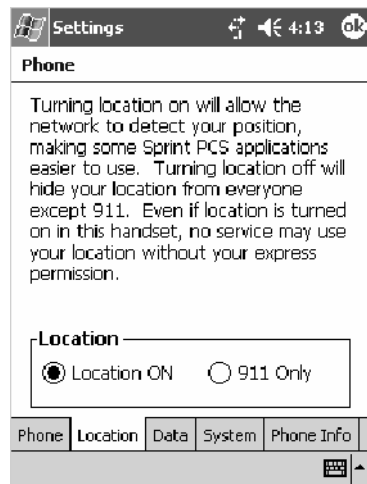 Settings 4:13 ok
Phone
Turning location on will allow the
network to detect your position,
making some Sprint PCS applications
easier to use. Turning location off will
hide your location from everyone
except 911. Even if location is turned
on in this handset, no service may use
your location without your express
permission.
Location
Location ON 911 Only
Phone Location Data System Phone Info